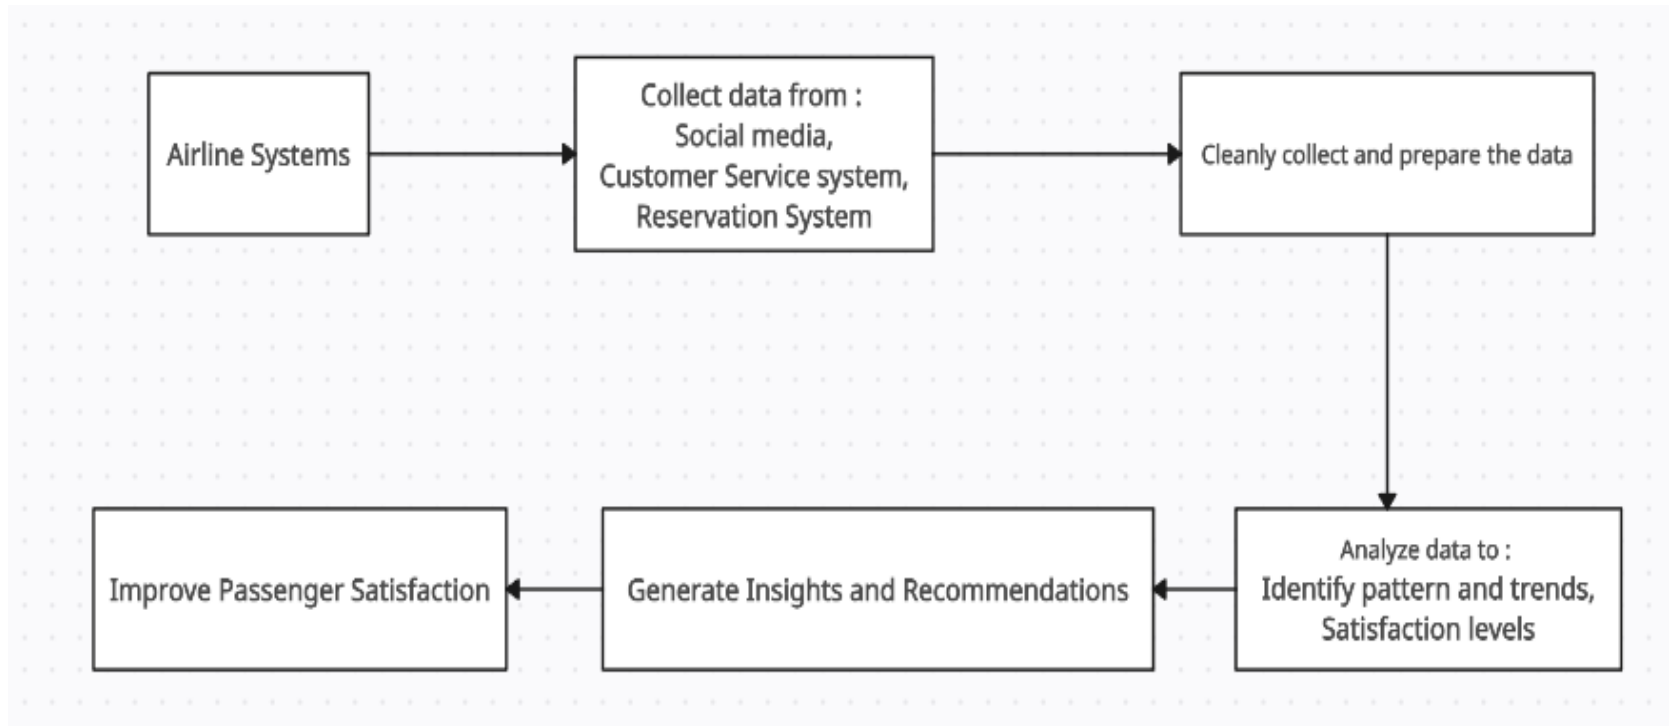 Airline Systems
Collect data from :
Social media,
Customer Service system,
Reservation System
Cleanly collect and prepare the data
Analyze data to :
Identify pattern and trends,
Satisfaction levels
Generate Insights and Recommendations
Improve Passenger Satisfaction